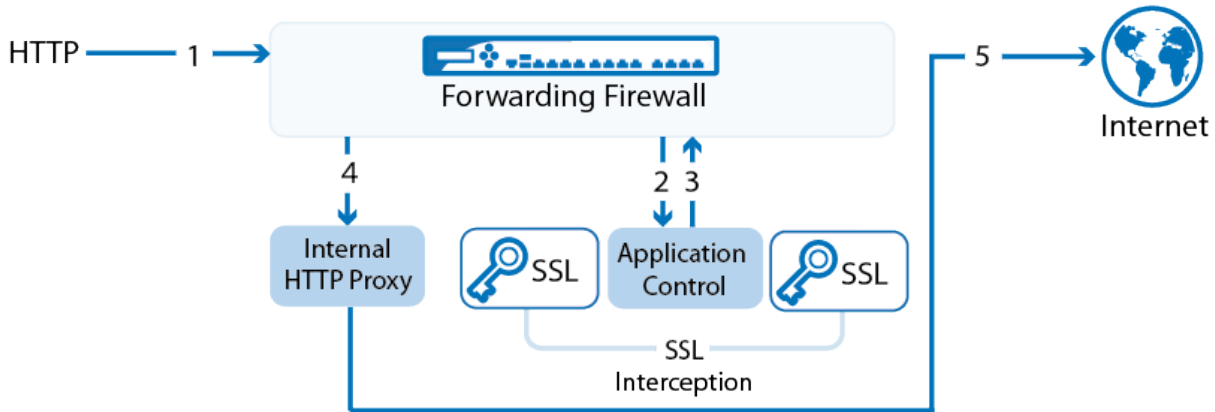 HTTP
1
5
Forwarding Firewall
Internet
4
2
3
Internal
HTTP Proxy
SSL
Application
Control
SSL
SSL
Interception